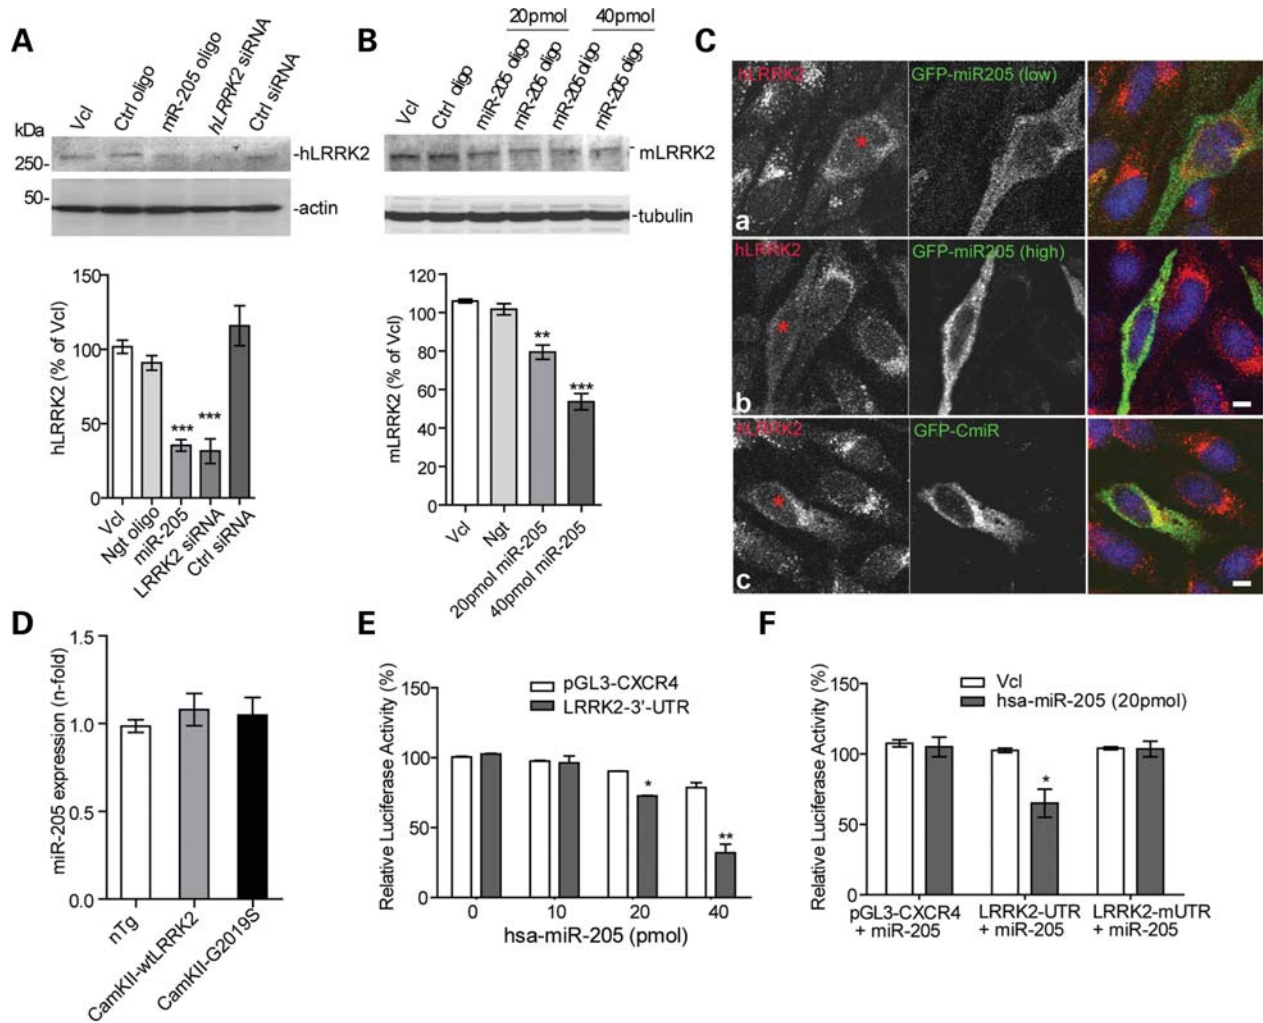 A
Vcl
Ctrl oligo
miR-205 oligo
hLRRK2 siRNA
Ctrl siRNA
kDa
250-
-hLRRK2
50-
-actin
150
100
50
0
hLRRK2 (% of Vcl)
***
***
Vcl
Ngt oligo
miR-205
LRRK2 siRNA
Ctrl siRNA
B
20pmol
40pmol
Vcl
Ctrl oligo
miR-205 oligo
miR-205 oligo
miR-205 oligo
miR-205 oligo
mLRRK2
-tubulin
120
100
80
60
40
20
0
mLRRK2 (% of Vcl)
**
***
Vcl
Ngt
20pmol miR-205
40pmol miR-205
C
hLRRK2
GFP-miR205 (low)
*
a
hLRRK2
GFP-miR205 (high)
*
b
hLRRK2
GFP-CmiR
*
c
D
1.5
1.0
0.5
0.0
miR-205 expression (n-fold)
nTg
CamKII-wtLRRK2
CamKII-G2019S
E
pGL3-CXCR4
LRRK2-3'-UTR
150
100
50
0
Relative Luciferase Activity (%)
*
**
0 10 20 40
hsa-miR-205 (pmol)
F
Vcl
hsa-miR-205 (20pmol)
150
100
50
0
Relative Luciferase Activity (%)
*
pGL3-CXCR4 + miR-205
LRRK2-UTR + miR-205
LRRK2-mUTR + miR-205